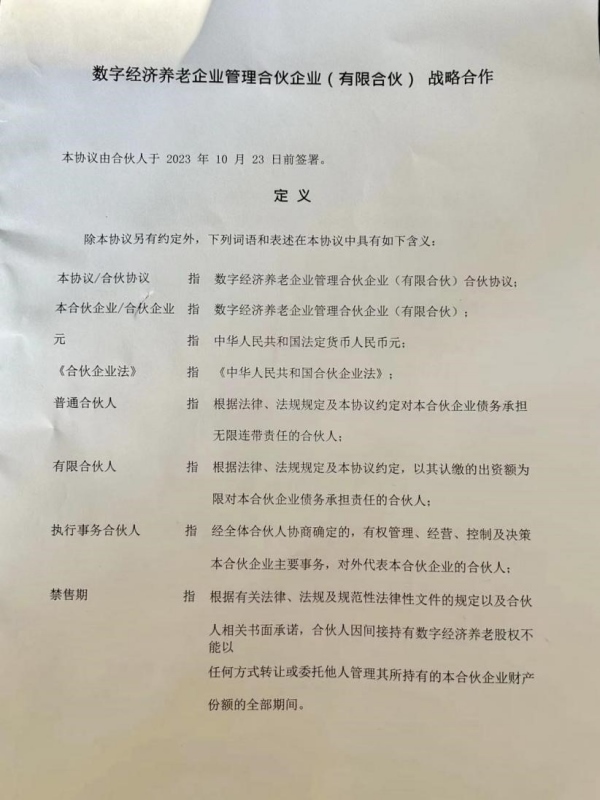 数字经济养老企业管理合伙企业（有限合伙） 战略合作
本协议由合伙人于 2023 年 10 月 23 日前签署。
定 义
除本协议另有约定外，下列词语和表述在本协议中具有如下含义：
本协议/合伙协议 指 数字经济养老企业管理合伙企业（有限合伙）合伙协议；
本合伙企业/合伙企业 指 数字经济养老企业管理合伙企业（有限合伙）；
元 指 中华人民共和国法定货币人民币元；
《合伙企业法》 指 《中华人民共和国合伙企业法》；
普通合伙人 指 根据法律、法规规定及本协议约定对本合伙企业债务承担
无限连带责任的合伙人；
有限合伙人 指 根据法律、法规规定及本协议约定，以其认缴的出资额为
限对本合伙企业债务承担责任的合伙人；
执行事务合伙人 指 经全体合伙人协商确定的，有权管理、经营、控制及决策
本合伙企业主要事务，对外代表本合伙企业的合伙人；
禁售期 指 根据有关法律、法规及规范性法律性文件的规定以及合伙
人相关书面承诺，合伙人因间接持有数字经济养老股权不
能以
任何方式转让或委托他人管理其所持有的本合伙企业财产
份额的全部期间。